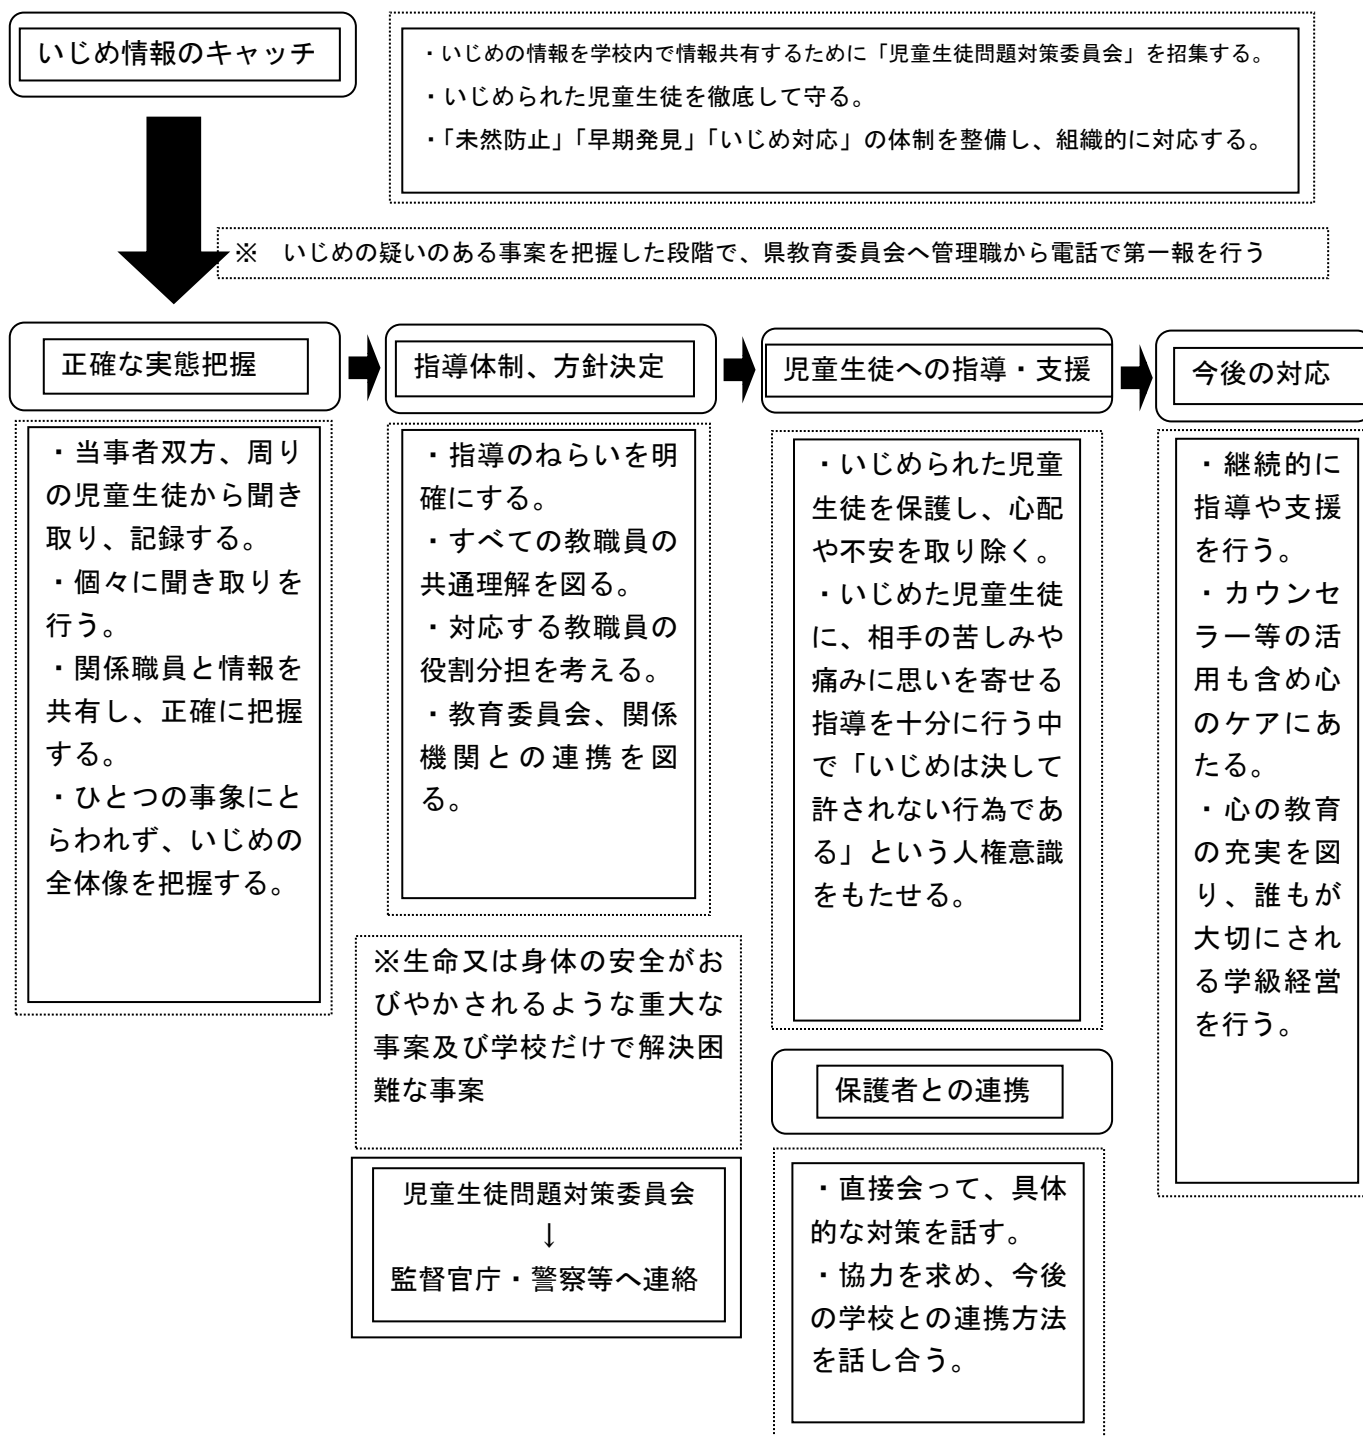 いじめ情報のキャッチ
・いじめの情報を学校内で情報共有するために「児童生徒問題対策委員会」を招集する。
・いじめられた児童生徒を徹底して守る。
・「未然防止」「早期発見」「いじめ対応」の体制を整備し、組織的に対応する。
※　いじめの疑いのある事案を把握した段階で、県教育委員会へ管理職から電話で第一報を行う
正確な実態把握
・当事者双方、周り
の児童生徒から聞き
取り、記録する。
・個々に聞き取りを
行う。
・関係職員と情報を
共有し、正確に把握
する。
・ひとつの事象にと
らわれず、いじめの
全体像を把握する。
指導体制、方針決定
・指導のねらいを明
確にする。
・すべての教職員の
共通理解を図る。
・対応する教職員の
役割分担を考える。
・教育委員会、関係
機関との連携を図
る。
※生命又は身体の安全がお
びやかされるような重大な
事案及び学校だけで解決困
難な事案
児童生徒問題対策委員会
↓
監督官庁・警察等へ連絡
児童生徒への指導・支援
・いじめられた児童
生徒を保護し、心配
や不安を取り除く。
・いじめた児童生徒
に、相手の苦しみや
痛みに思いを寄せる
指導を十分に行う中
で「いじめは決して
許されない行為であ
る」という人権意識
をもたせる。
保護者との連携
・直接会って、具体
的な対策を話す。
・協力を求め、今後
の学校との連携方法
を話し合う。
今後の対応
・継続的に
指導や支援
を行う。
・カウンセ
ラー等の活
用も含め心
のケアにあ
たる。
・心の教育
の充実を図
り、誰もが
大切にされ
る学級経営
を行う。